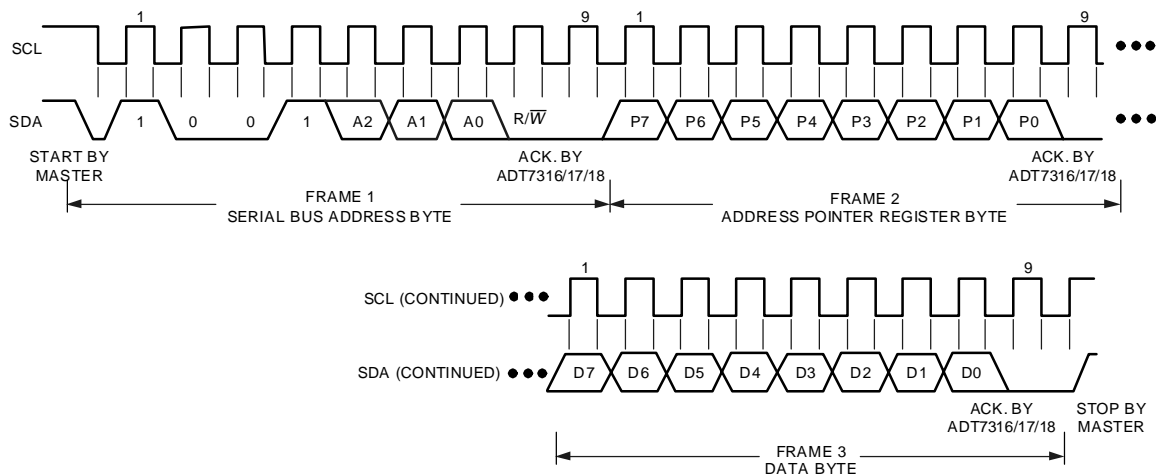 1 9 1 9
SCL
SDA 1 0 0 1 A2 A1 A0 R/W̅ P7 P6 P5 P4 P3 P2 P1 P0
START BY MASTER
ACK. BY ADT7316/17/18
ACK. BY ADT7316/17/18
FRAME 1
SERIAL BUS ADDRESS BYTE
FRAME 2
ADDRESS POINTER REGISTER BYTE
1 9
SCL (CONTINUED)
SDA (CONTINUED) D7 D6 D5 D4 D3 D2 D1 D0
ACK. BY ADT7316/17/18
STOP BY MASTER
FRAME 3
DATA BYTE